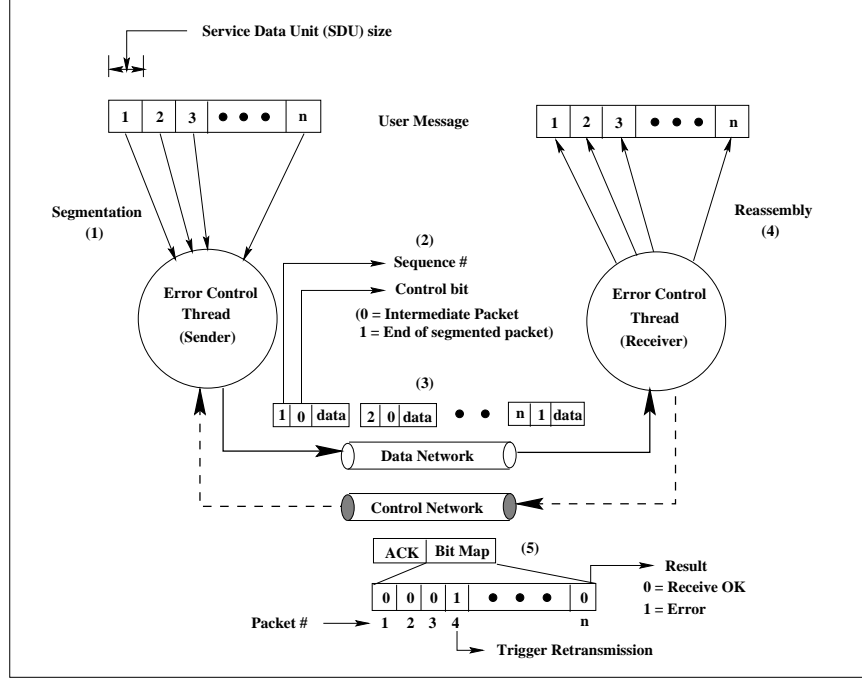 Service Data Unit (SDU) size
1 2 3 ● ● ● n
User Message
1 2 3 ● ● ● n
Segmentation
(1)
Reassembly
(4)
Error Control
Thread
(Sender)
(2)
Sequence #
Control bit
(0 = Intermediate Packet
1 = End of segmented packet)
Error Control
Thread
(Receiver)
(3)
1 0 data 2 0 data ● ● n 1 data
Data Network
Control Network
ACK Bit Map (5)
Result
0 = Receive OK
1 = Error
0 0 0 1 ● ● ● 0
Packet # 1 2 3 4 n
Trigger Retransmission